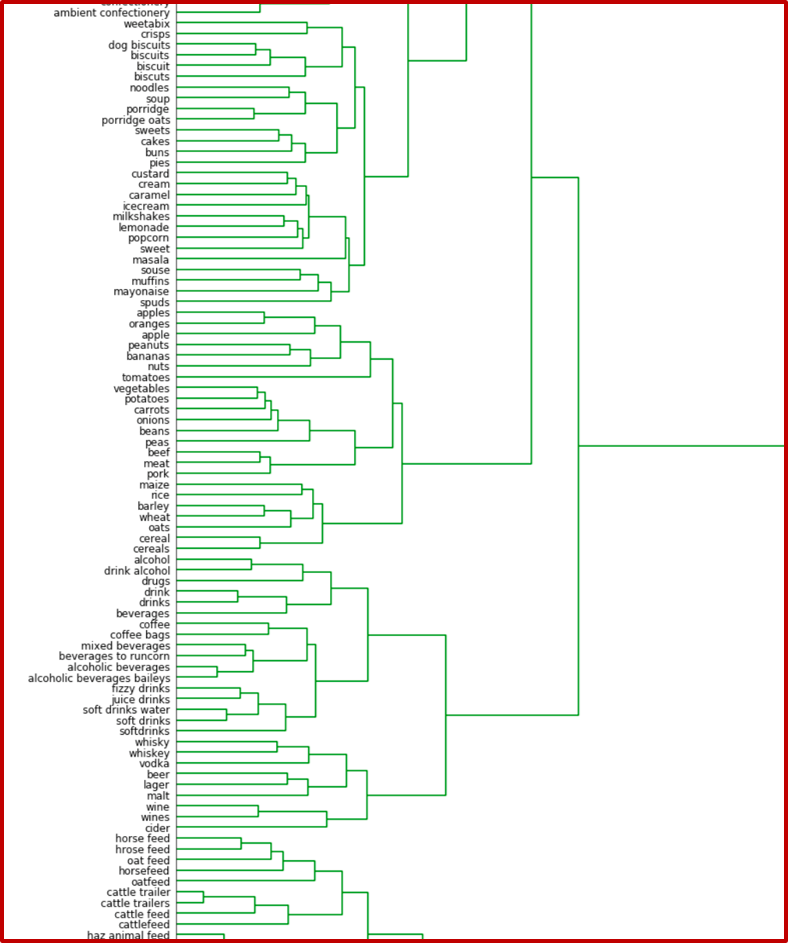 confectionery
ambient confectionery
weetabix
crisps
dog biscuits
biscuits
biscuit
biscuts
noodles
soup
porridge
porridge oats
sweets
cakes
buns
pies
custard
cream
caramel
icecream
milkshakes
lemonade
popcorn
sweet
masala
souse
muffins
mayonaise
spuds
apples
oranges
apple
peanuts
bananas
nuts
tomatoes
vegetables
potatoes
carrots
onions
beans
peas
beef
meat
pork
maize
rice
barley
wheat
oats
cereal
cereals
alcohol
drink alcohol
drugs
drink
drinks
beverages
coffee
coffee bags
mixed beverages
beverages to runcorn
alcoholic beverages
alcoholic beverages baileys
fizzy drinks
juice drinks
soft drinks water
soft drinks
softdrinks
whisky
whiskey
vodka
beer
lager
malt
wine
wines
cider
horse feed
hrose feed
oat feed
horsefeed
oatfeed
cattle trailer
cattle trailers
cattle feed
cattlefeed
haz animal feed